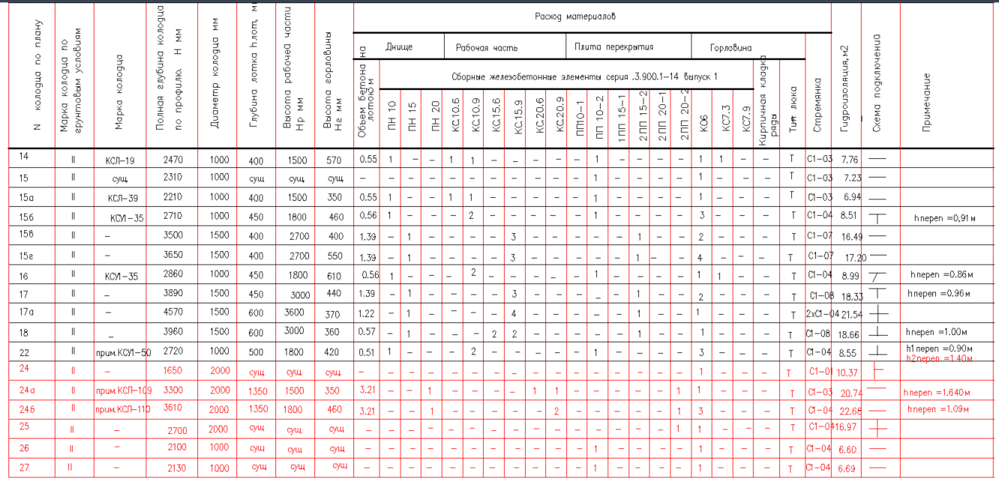 N колодца по плану
Марка колодца по грунтовым условиям
Марка колодца
Полная глубина колодца по профилю, H мм
Диаметр колодца мм
Глубина лотка hлот, м
Высота рабочей части Hр мм
Высота горловины Hг мм
Расход материалов
Объем бетона на лоток м
Днище
Рабочая часть
Плита перекрытия
Горловина
Сборные железобетонные элементы серия .3.900.1-14 выпуск 1
ПН 10
ПН 15
ПН 20
КС.10.6
КС.10.9
КС.15.6
КС.15.9
КС.20.6
КС.20.9
ПП10-1
ПП 10-2
1ПП 15-1
2ПП 15-2
2ПП 20-1
2ПП 20-2
КО6
КС7.3
КС7.9
Кирпичная кладка ряды
Тип люка
Стремянка
Гидроизоляция,м2
Схема подключений
Примечание
14 II КСЛ-19 2470 1000 400 1500 570 0.55 1 - - 1 1 - - - - - 1 - - - - 1 1 - - Т С1-03 7.76
15 II сущ. 2310 1000 сущ сущ. сущ. - - - - - - - - - - - 1 - - - - 1 - - - Т С1-03 7.23
15а II КСЛ-39 2210 1000 400 1500 350 0.55 1 - - 1 1 - - - - - 1 - - - - 1 - - - Т С1-03 6.94
15б II КСУ1-35 2710 1000 450 1800 460 0.56 1 - - - 2 - - - - - 1 - - - - 3 - - - Т С1-04 8.51 hпереп =0,91м
15в II - 3500 1500 400 2700 400 1.39 - 1 - - - - 3 - - - - - 1 - - 2 - - - Т С1-07 16.49
15г II - 3650 1500 400 2700 550 1.39 - 1 - - - - 3 - - - - - 1 - - 4 - - - Т С1-07 17.20
16 II КСУ1-35 2860 1000 450 1800 610 0.56 1 - - - 2 - - - - - 1 - - - - 1 1 - - Т С1-04 8.99 hпереп =0.86м
17 II - 3890 1500 450 3000 440 1.39 - 1 - - - - 3 - - - - - 1 - - 2 - - - Т С1-08 18.33 hпереп =0.96м
17а II - 4570 1500 600 3600 370 1.22 - 1 - - - - 4 - - - - - 1 - - 1 - - - Т 2хС1-04 21.54
18 II - 3960 1500 600 3000 360 0.57 - 1 - - - 2 2 - - - - - 1 - - 1 - - - Т С1-08 18.66 hпереп =1.00м
22 II прим.КСУ1-50 2720 1000 500 1800 420 0.51 1 - - - 2 - - - - - 1 - - - - 3 - - - Т С1-04 8.55 h1переп =0.90м
h2переп =1.40м
24 II - 1650 2000 сущ сущ. сущ. - - - - - - - - - - - - - - - - 1 - - - Т С1-01 10.37
24а II прим.КСЛ-109 3300 2000 1350 1500 350 3.21 - - 1 - - - - 1 1 - - - - - 1 1 - - - Т С1-03 20.74 hпереп =1.640м
24б II прим.КСЛ-110 3610 2000 1350 1800 460 3.21 - - 1 - - - - - 2 - - - - - 1 3 - - - Т С1-04 22.68 hпереп =1.09м
25 II - 2700 2000 сущ сущ. сущ. - - - - - - - - - - - - - - - 1 1 - - - Т С1-04 16.97
26 II - 2100 1000 сущ сущ. сущ. - - - - - - - - - - - 1 - - - - 1 - - - Т С1-04 6.60
27 II - 2130 1000 сущ сущ. сущ - - - - - - - - - - - 1 - - - - 1 - - - Т С1-04 6.69